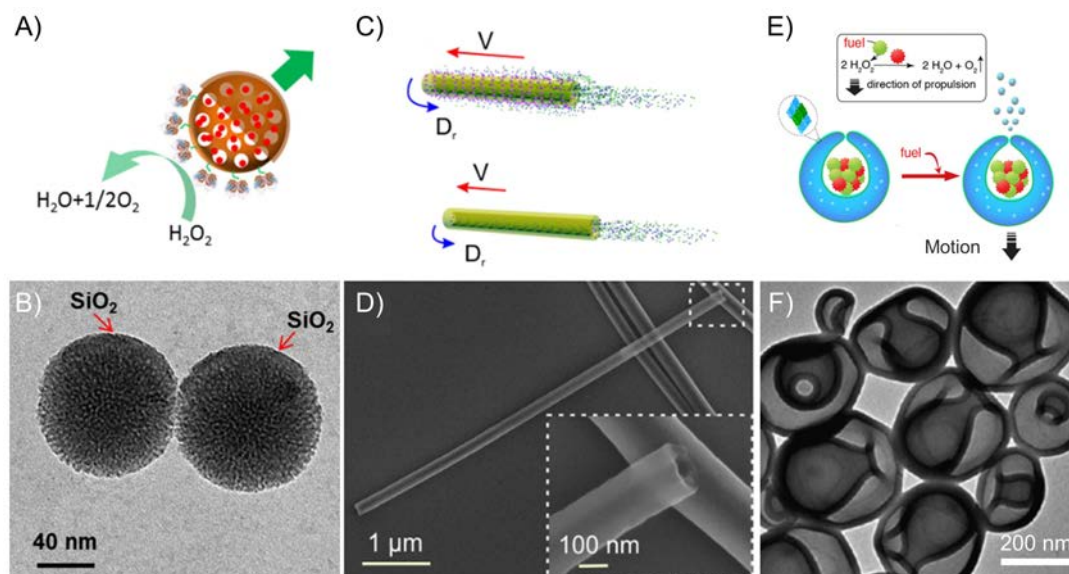 A)
H₂O+1/2O₂
H₂O₂
B)
SiO₂
SiO₂
40 nm
C)
V
Dᵣ
V
Dᵣ
D)
1 µm
100 nm
E)
fuel
2 H₂O₂ 2 H₂O + O₂
direction of propulsion
fuel
Motion
F)
200 nm